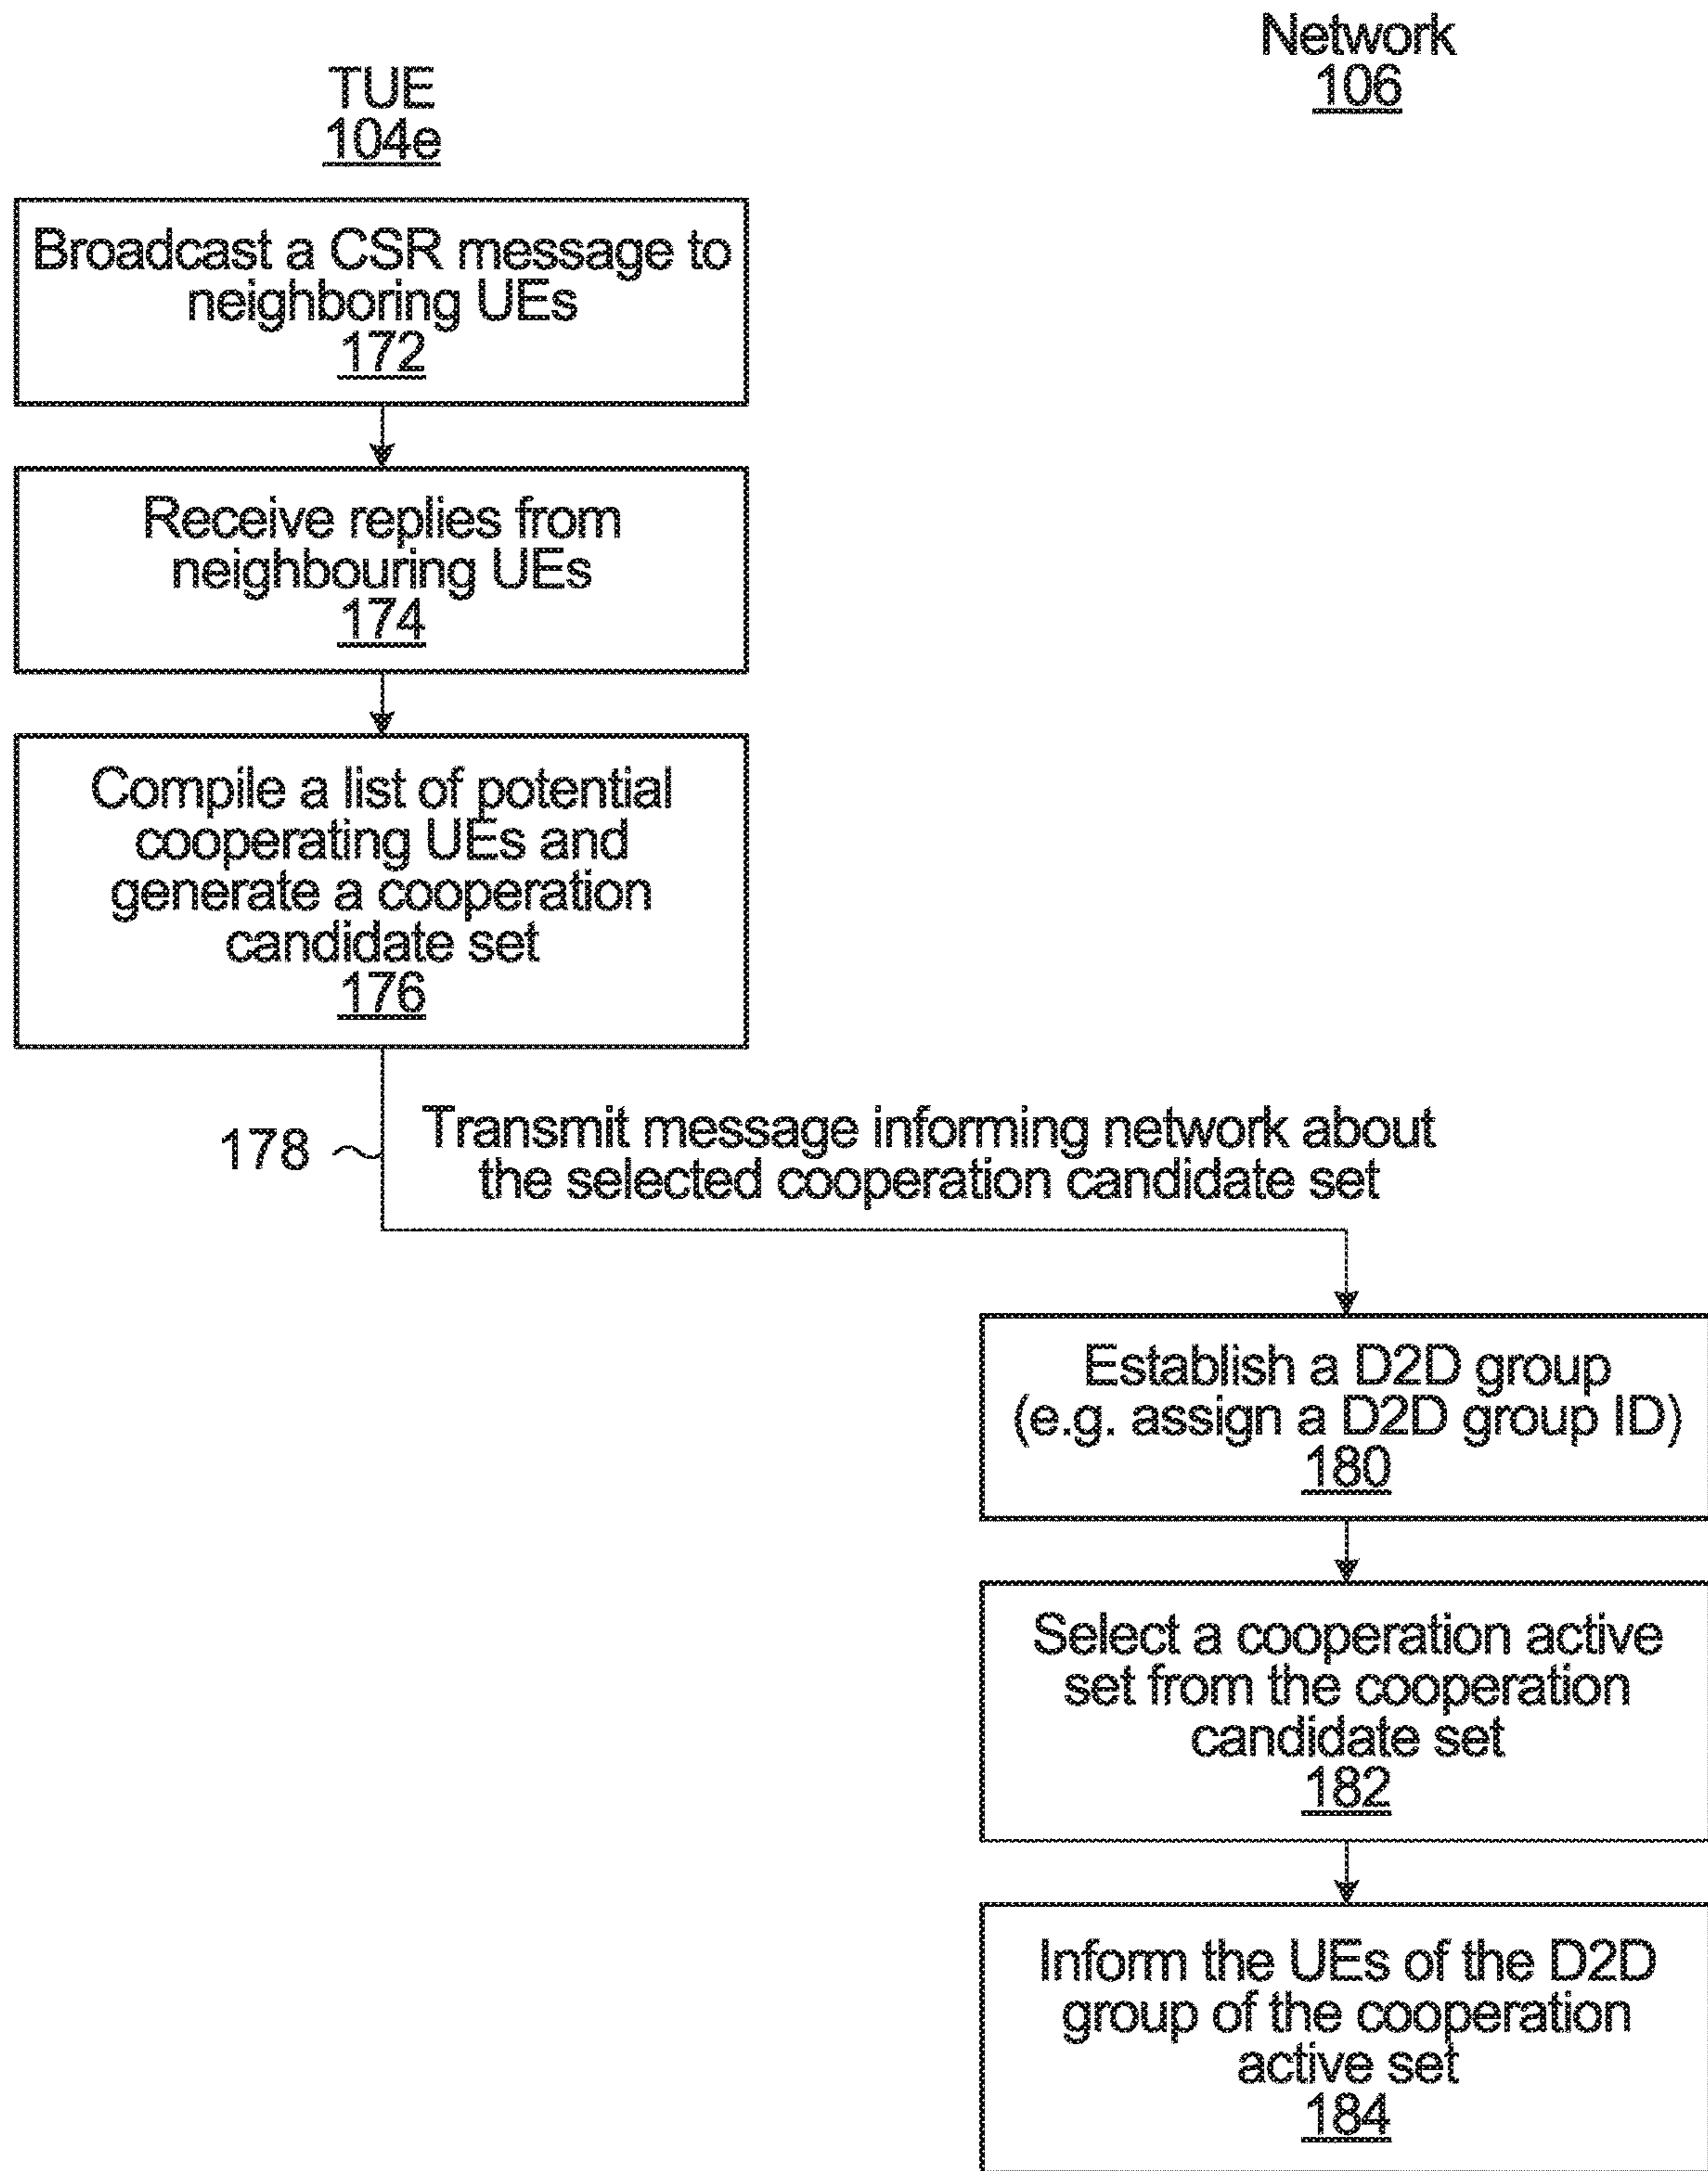 Network
106
TUE
104e
Broadcast a CSR message to
neighboring UEs
172
Receive replies from
neighbouring UEs
174
Compile a list of potential
cooperating UEs and
generate a cooperation
candidate set
176
178
Transmit message informing network about
the selected cooperation candidate set
Establish a D2D group
(e.g. assign a D2D group ID)
180
Select a cooperation active
set from the cooperation
candidate set
182
Inform the UEs of the D2D
group of the cooperation
active set
184